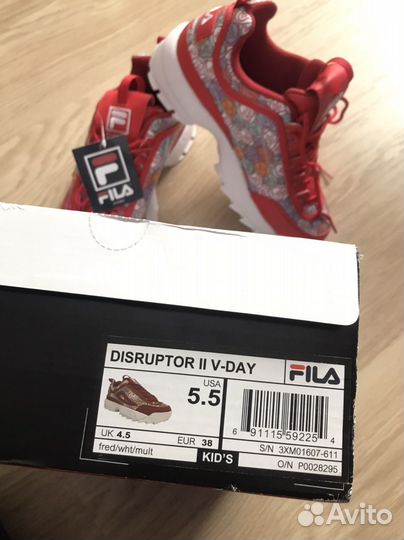 FILA
FILA
DISRUPTOR II V-DAY
FILA
USA
5.5
UK 4.5
EUR 38
fred/wht/mult
KID'S
6 91115 59225 4
S/N 3XM01607-611
O/N P0028295
Avito